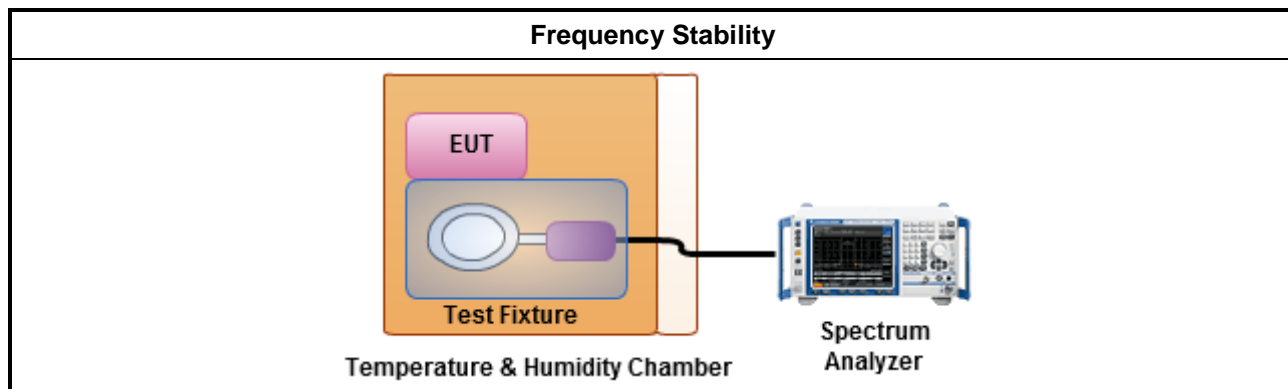 Frequency Stability
EUT
Test Fixture
Temperature & Humidity Chamber
Spectrum
Analyzer